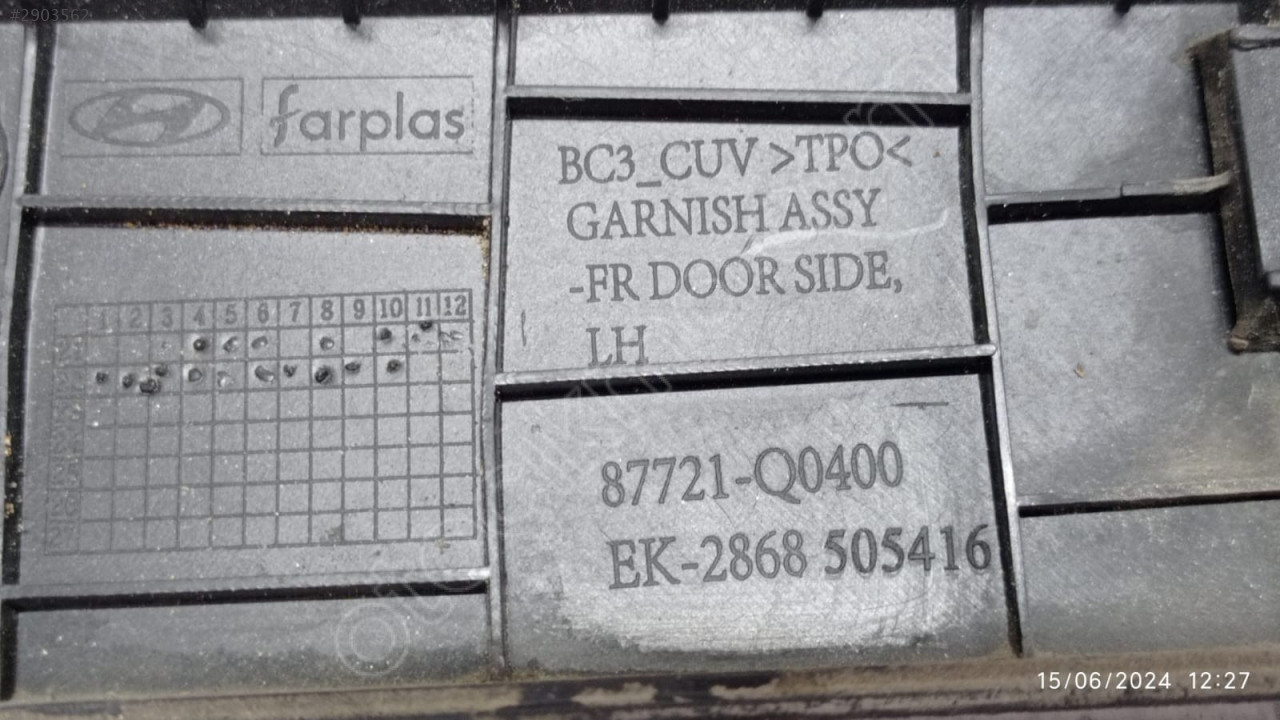 #2903562
farplas
BC3_CUV >TPO<
GARNISH ASSY
-FR DOOR SIDE,
LH
1 2 3 4 5 6 7 8 9 10 11 12
87721-Q0400
EK-2868 505416
15/06/2024 12:27